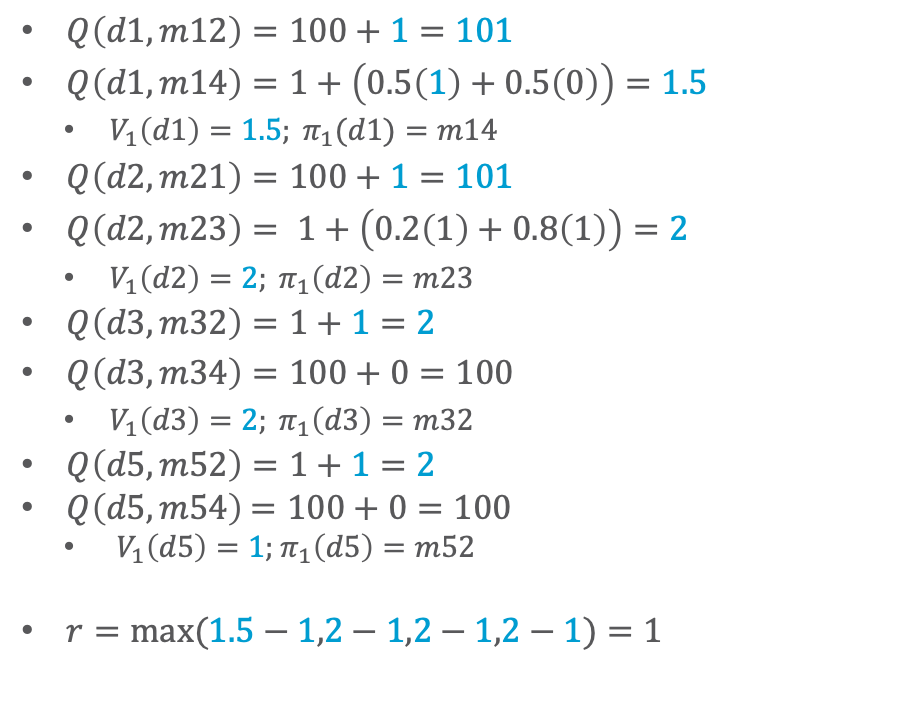 • Q(d1, m12) = 100 + 1 = 101
• Q(d1, m14) = 1 + (0.5(1) + 0.5(0)) = 1.5
• V₁(d1) = 1.5; π₁(d1) = m14
• Q(d2, m21) = 100 + 1 = 101
• Q(d2, m23) = 1 + (0.2(1) + 0.8(1)) = 2
• V₁(d2) = 2; π₁(d2) = m23
• Q(d3, m32) = 1 + 1 = 2
• Q(d3, m34) = 100 + 0 = 100
• V₁(d3) = 2; π₁(d3) = m32
• Q(d5, m52) = 1 + 1 = 2
• Q(d5, m54) = 100 + 0 = 100
• V₁(d5) = 1; π₁(d5) = m52
• r = max(1.5 − 1,2 − 1,2 − 1,2 − 1) = 1